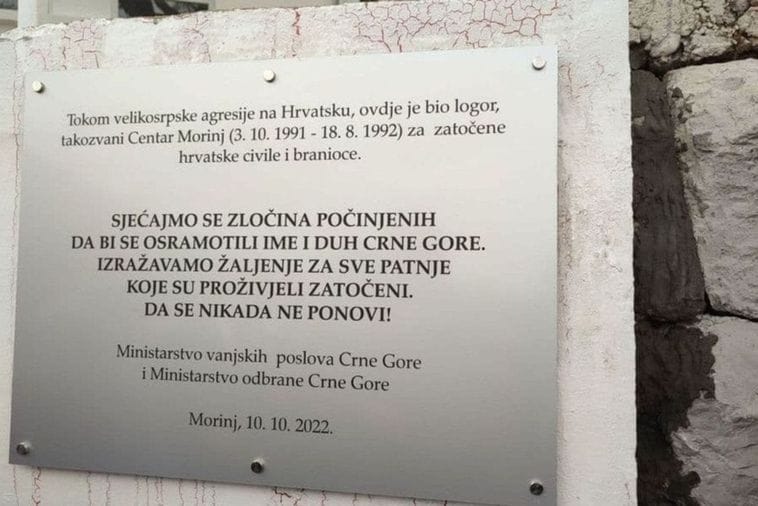 Tokom velikosrpske agresije na Hrvatsku, ovdje je bio logor,
takozvani Centar Morinj (3. 10. 1991 - 18. 8. 1992) za zatočene
hrvatske civile i branioce.
SJEĆAJMO SE ZLOČINA POČINJENIH
DA BI SE OSRAMOTILI IME I DUH CRNE GORE.
IZRAŽAVAMO ŽALJENJE ZA SVE PATNJE
KOJE SU PROŽIVJELI ZATOČENI.
DA SE NIKADA NE PONOVI!
Ministarstvo vanjskih poslova Crne Gore
i Ministarstvo odbrane Crne Gore
Morinj, 10. 10. 2022.